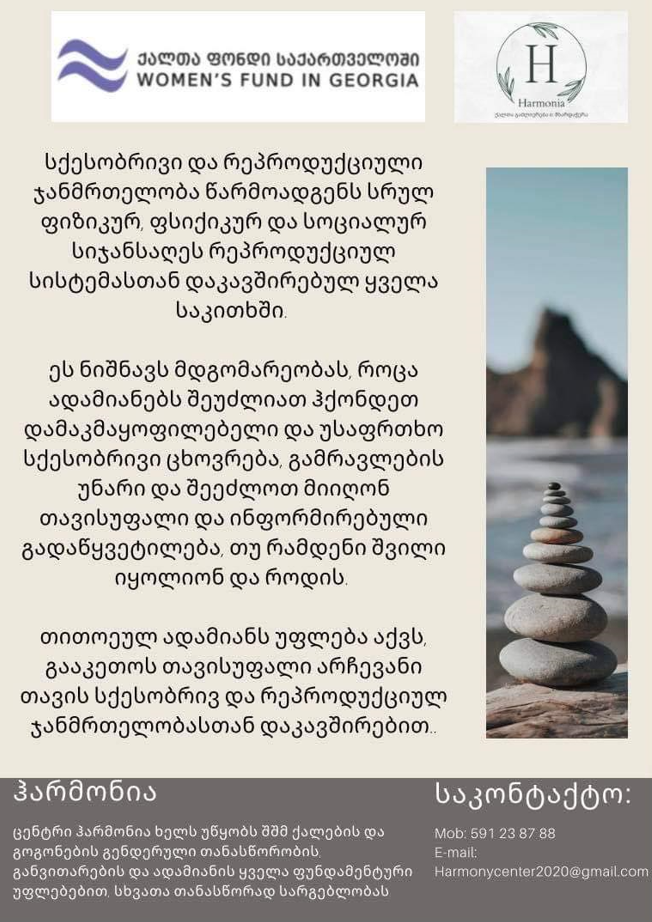 ქალთა ფონდი საქართველოში
WOMEN'S FUND IN GEORGIA
H
Harmonia
ქალთა გაძლიერება & მხარდაჭერა
სქესობრივი და რეპროდუქციული
ჯანმრთელობა წარმოადგენს სრულ
ფიზიკურ, ფსიქიკურ და სოციალურ
სიჯანსაღეს რეპროდუქციულ
სისტემასთან დაკავშირებულ ყველა
საკითხში.
ეს ნიშნავს მდგომარეობას, როცა
ადამიანებს შეუძლიათ ჰქონდეთ
დამაკმაყოფილებელი და უსაფრთხო
სქესობრივი ცხოვრება, გამრავლების
უნარი და შეეძლოთ მიიღონ
თავისუფალი და ინფორმირებული
გადაწყვეტილება, თუ რამდენი შვილი
იყოლიონ და როდის.
თითოეულ ადამიანს უფლება აქვს,
გააკეთოს თავისუფალი არჩევანი
თავის სქესობრივ და რეპროდუქციულ
ჯანმრთელობასთან დაკავშირებით..
ჰარმონია
ცენტრი ჰარმონია ხელს უწყობს შშმ ქალების და
გოგონების გენდერული თანასწორობის,
განვითარების და ადამიანის ყველა ფუნდამენტური
უფლებებით, სხვათა თანასწორად სარგებლობას
საკონტაქტო:
Mob: 591 23 87 88
E-mail:
Harmonycenter2020@gmail.com